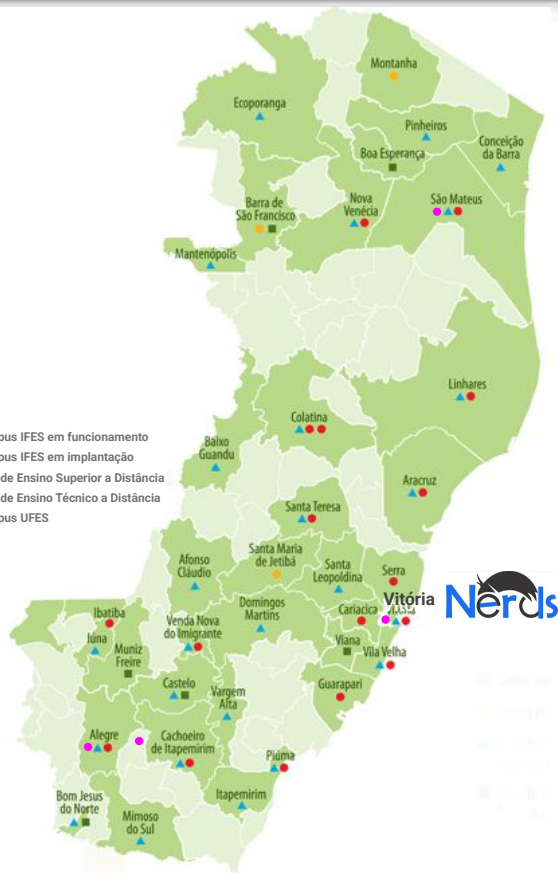 Montanha
Ecoporanga
Pinheiros
Conceição
da Barra
Boa Esperança
Barra de
São Francisco
Nova
Venécia
São Mateus
Mantenópolis
Linhares
Colatina
Baixo
Guandu
pus IFES em funcionamento
pus IFES em implantação
de Ensino Superior a Distância
de Ensino Técnico a Distância
pus UFES
Aracruz
Santa Teresa
Afonso
Cláudio
Santa Maria
de Jetibá
Santa
Leopoldina
Serra
Vitória
Nerds
Ibatiba
Iúna
Muniz
Freire
Venda Nova
do Imigrante
Domingos
Martins
Cariacica
Viana
Vila Velha
Castelo
Vargem
Alta
Guarapari
Alegre
Cachoeiro
de Itapemirim
Piúma
Itapemirim
Bom Jesus
do Norte
Mimoso
do Sul